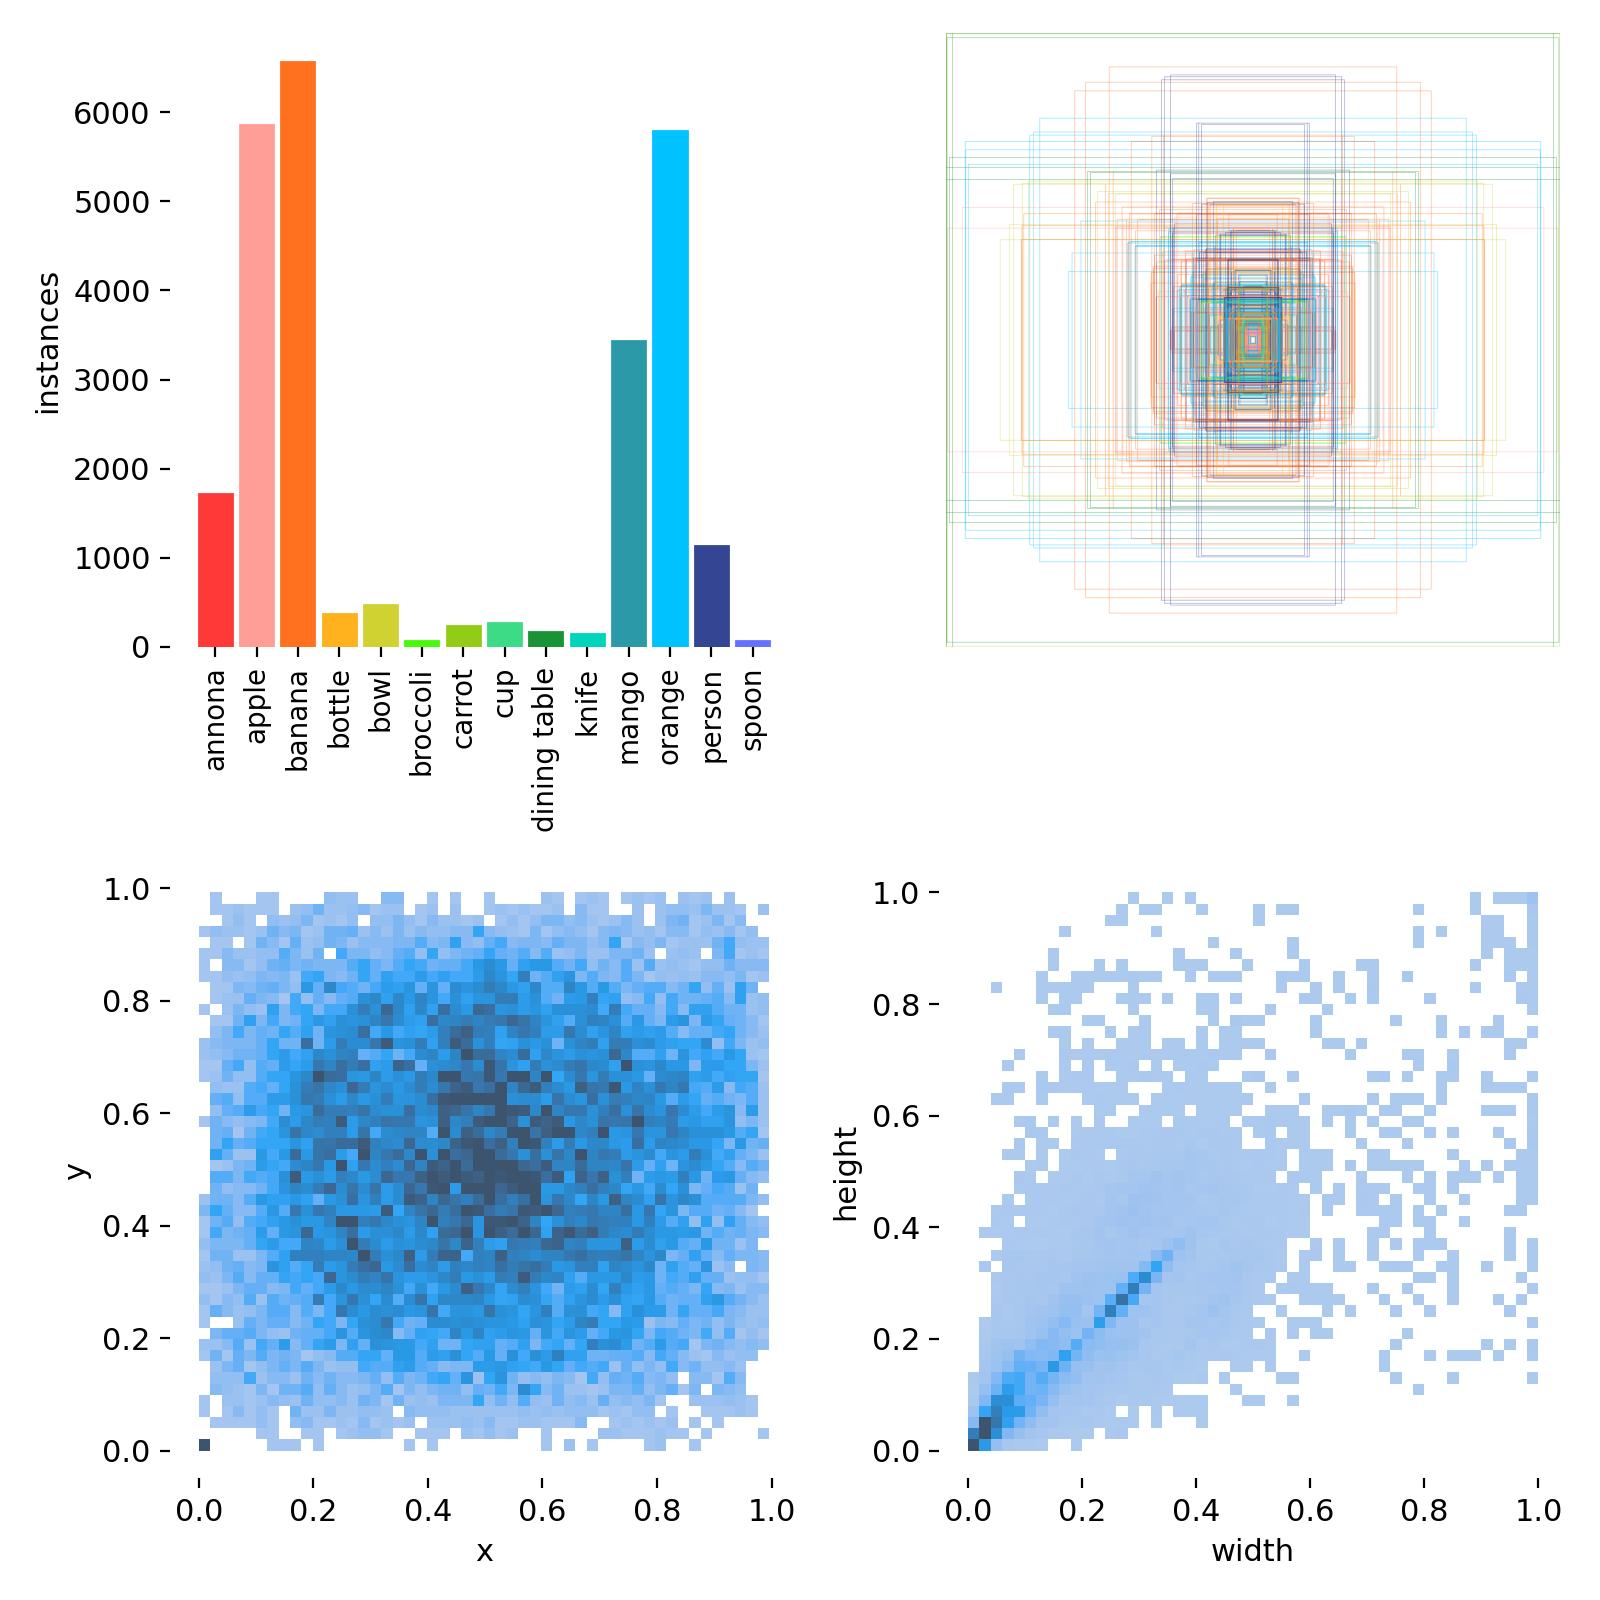 instances
6000
5000
4000
3000
2000
1000
0
annona
apple
banana
bottle
bowl
broccoli
carrot
cup
dining table
knife
mango
orange
person
spoon
y
1.0
0.8
0.6
0.4
0.2
0.0
0.0 0.2 0.4 0.6 0.8 1.0
x
height
1.0
0.8
0.6
0.4
0.2
0.0
0.0 0.2 0.4 0.6 0.8 1.0
width